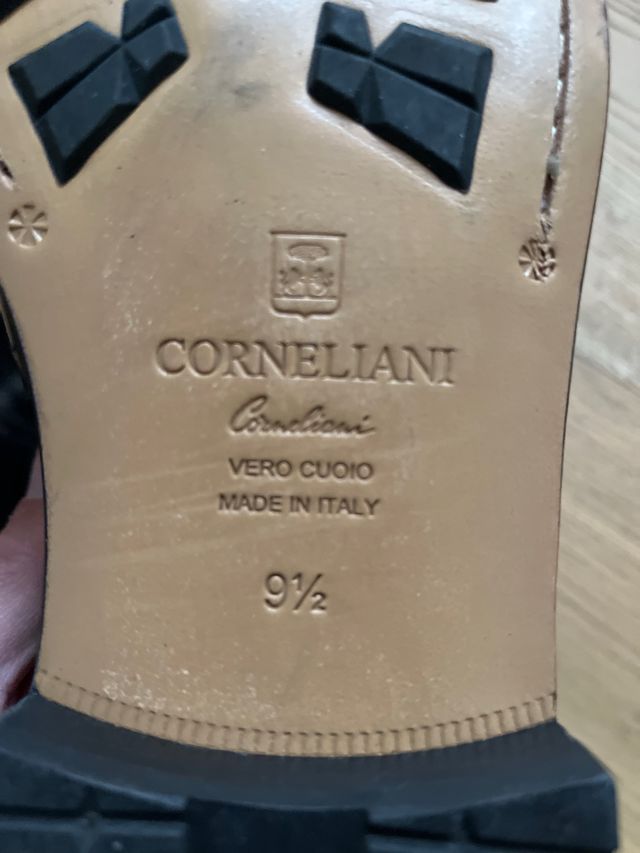 CORNELIANI
Corneliani
VERO CUOIO
MADE IN ITALY
9½